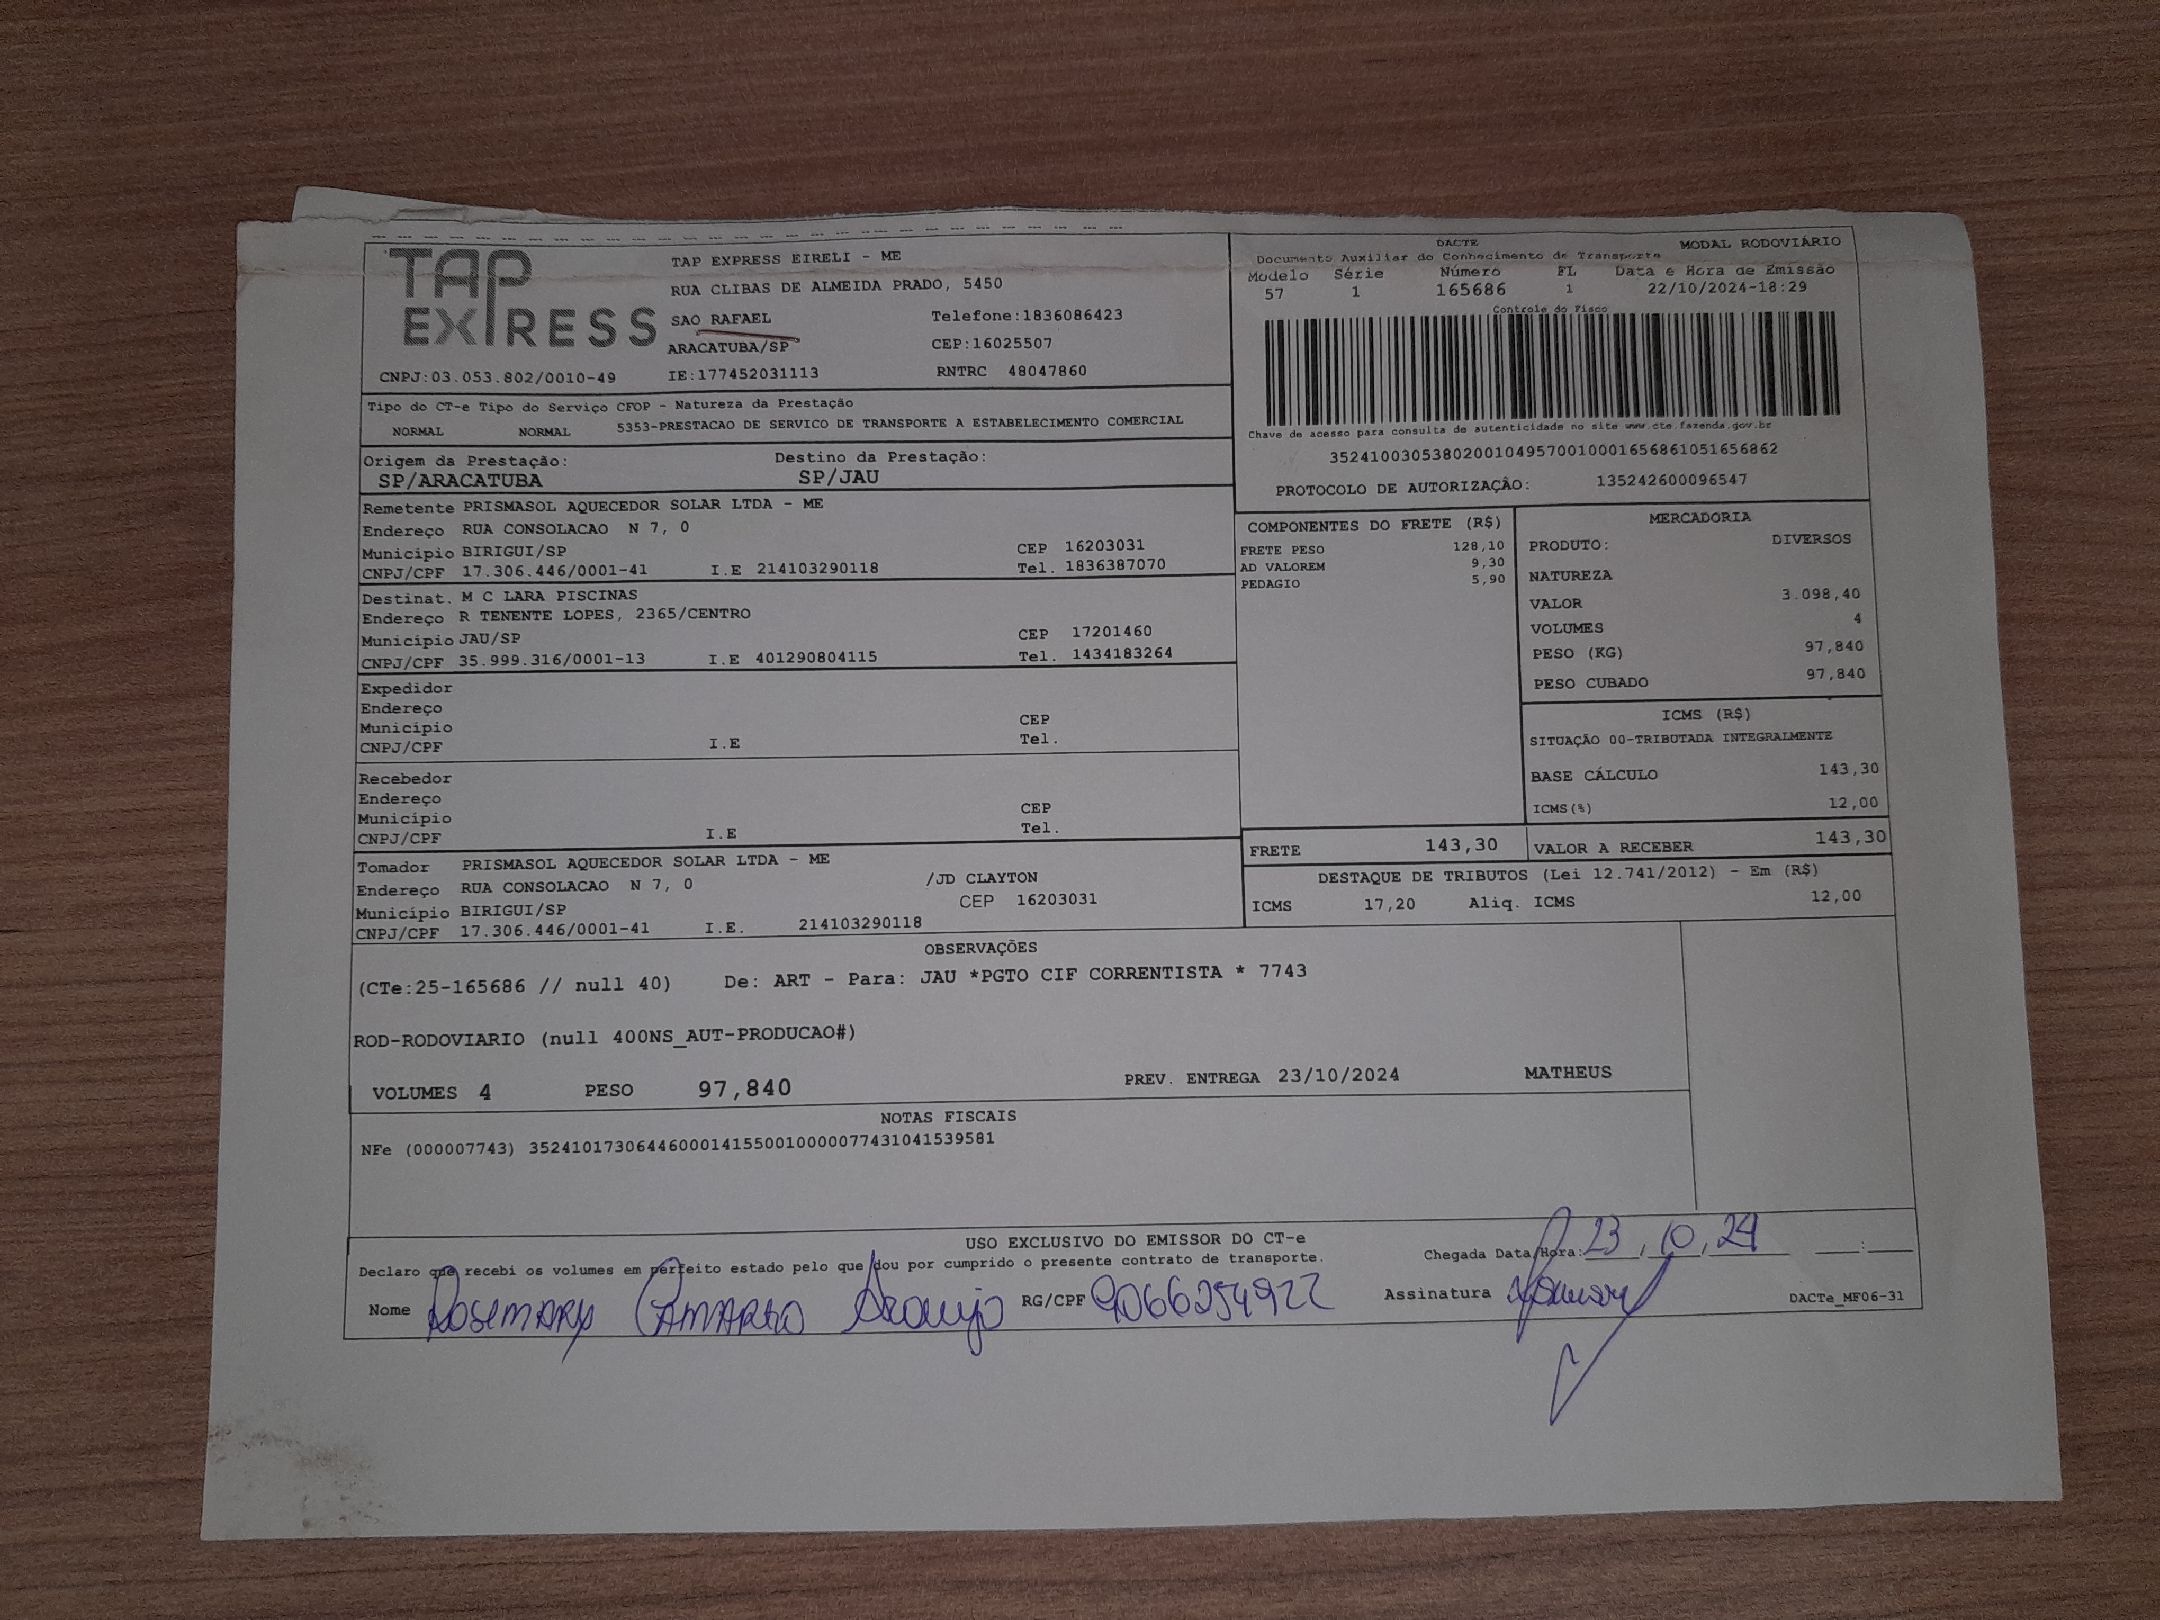 TAP
EXPRESS
CNPJ:03.053.802/0010-49
TAP EXPRESS EIRELI - ME
RUA CLIBAS DE ALMEIDA PRADO, 5450
SAO RAFAEL Telefone:1836086423
ARACATUBA/SP CEP:16025507
IE:177452031113 RNTRC 48047860
DACTE MODAL RODOVIÁRIO
Documento Auxiliar do Conhecimento de Transporte
Modelo Série Número FL Data e Hora de Emissão
57 1 165686 1 22/10/2024-18:29
Controle do Fisco
Chave de acesso para consulta de autenticidade no site www.cte.fazenda.gov.br
35241003053802001049570010001656861051656862
PROTOCOLO DE AUTORIZAÇÃO: 135242600096547
Tipo do CT-e Tipo do Serviço CFOP - Natureza da Prestação
NORMAL NORMAL 5353-PRESTACAO DE SERVICO DE TRANSPORTE A ESTABELECIMENTO COMERCIAL
Origem da Prestação: Destino da Prestação:
SP/ARACATUBA SP/JAU
Remetente PRISMASOL AQUECEDOR SOLAR LTDA - ME
Endereço RUA CONSOLACAO N 7, 0
Município BIRIGUI/SP CEP 16203031
CNPJ/CPF 17.306.446/0001-41 I.E 214103290118 Tel. 1836387070
Destinat. M C LARA PISCINAS
Endereço R TENENTE LOPES, 2365/CENTRO
Município JAU/SP CEP 17201460
CNPJ/CPF 35.999.316/0001-13 I.E 401290804115 Tel. 1434183264
Expedidor
Endereço
Município CEP
CNPJ/CPF I.E Tel.
Recebedor
Endereço
Município CEP
CNPJ/CPF I.E Tel.
Tomador PRISMASOL AQUECEDOR SOLAR LTDA - ME
Endereço RUA CONSOLACAO N 7, 0 /JD CLAYTON
Município BIRIGUI/SP CEP 16203031
CNPJ/CPF 17.306.446/0001-41 I.E. 214103290118
COMPONENTES DO FRETE (R$)
FRETE PESO 128,10
AD VALOREM 9,30
PEDAGIO 5,90
MERCADORIA
PRODUTO: DIVERSOS
NATUREZA
VALOR 3.098,40
VOLUMES 4
PESO (KG) 97,840
PESO CUBADO 97,840
ICMS (R$)
SITUAÇÃO 00-TRIBUTADA INTEGRALMENTE
BASE CÁLCULO 143,30
ICMS(%) 12,00
FRETE 143,30 VALOR A RECEBER 143,30
DESTAQUE DE TRIBUTOS (Lei 12.741/2012) - Em (R$)
ICMS 17,20 Aliq. ICMS 12,00
OBSERVAÇÕES
(CTe:25-165686 // null 40) De: ART - Para: JAU *PGTO CIF CORRENTISTA * 7743
ROD-RODOVIARIO (null 400NS_AUT-PRODUCAO#)
VOLUMES 4 PESO 97,840 PREV. ENTREGA 23/10/2024 MATHEUS
NOTAS FISCAIS
NFe (000007743) 35241017306446000141550010000077431041539581
USO EXCLUSIVO DO EMISSOR DO CT-e
Declaro que recebi os volumes em perfeito estado pelo que dou por cumprido o presente contrato de transporte.
Chegada Data/Hora: 23, 10, 24 __:__
Nome Rosemary Camargo Araujo RG/CPF 9066254922 Assinatura
DACTe_MF06-31